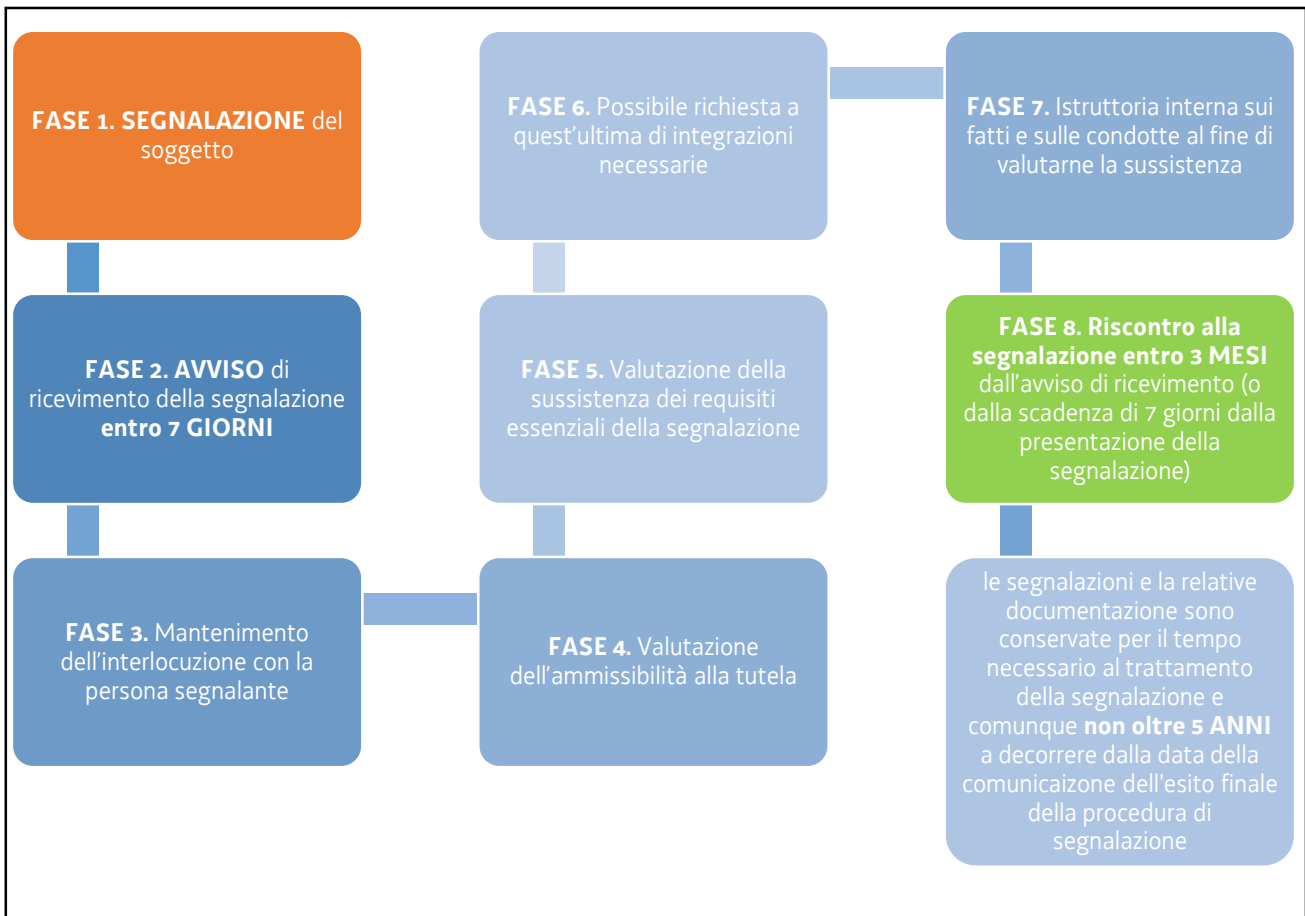 FASE 1. SEGNALAZIONE del
soggetto
FASE 2. AVVISO di
ricevimento della segnalazione
entro 7 GIORNI
FASE 3. Mantenimento
dell'interlocuzione con la
persona segnalante
FASE 4. Valutazione
dell'ammissibilità alla tutela
FASE 5. Valutazione della
sussistenza dei requisiti
essenziali della segnalazione
FASE 6. Possibile richiesta a
quest'ultima di integrazioni
necessarie
FASE 7. Istruttoria interna sui
fatti e sulle condotte al fine di
valutarne la sussistenza
FASE 8. Riscontro alla
segnalazione entro 3 MESI
dall'avviso di ricevimento (o
dalla scadenza di 7 giorni dalla
presentazione della
segnalazione)
le segnalazioni e la relative
documentazione sono
conservate per il tempo
necessario al trattamento
della segnalazione e
comunque non oltre 5 ANNI
a decorrere dalla data della
comunicaizone dell'esito finale
della procedura di
segnalazione